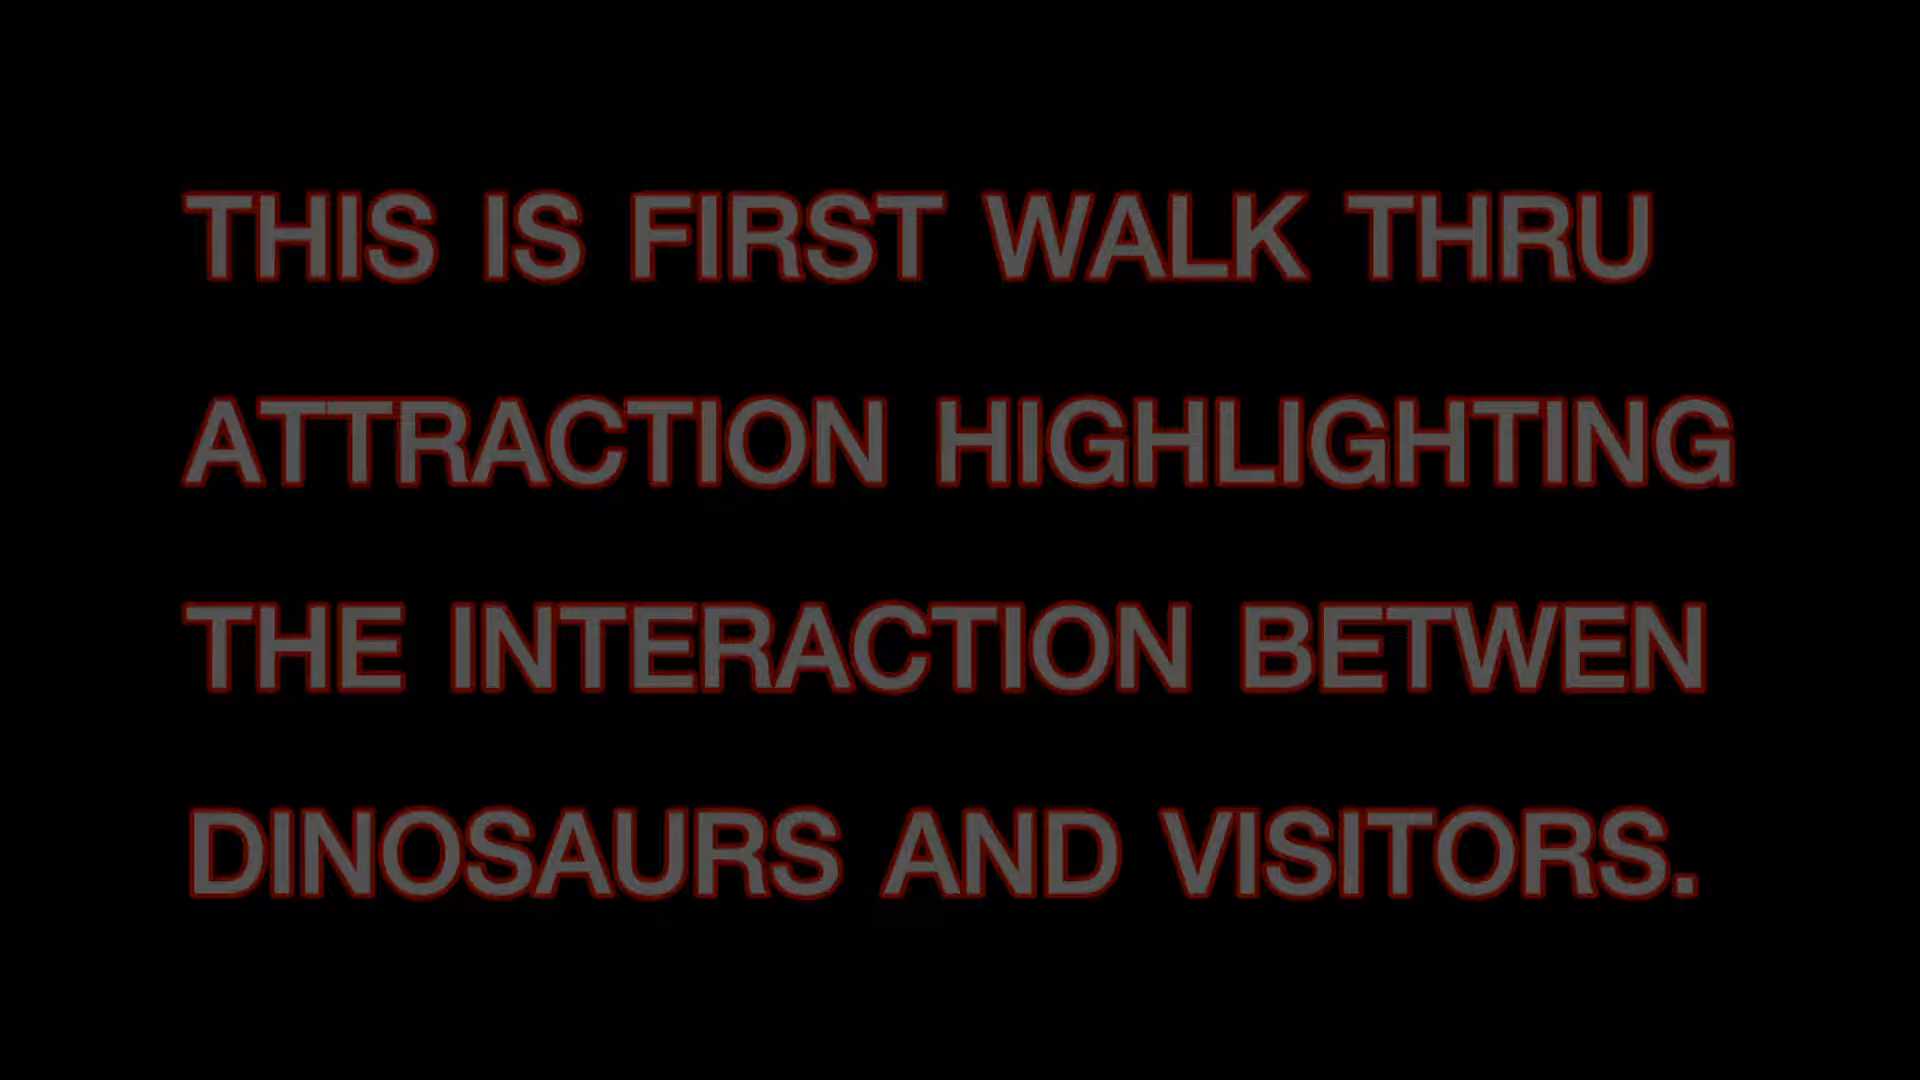 THIS IS FIRST WALK THRU
ATTRACTION HIGHLIGHTING
THE INTERACTION BETWEN
DINOSAURS AND VISITORS.